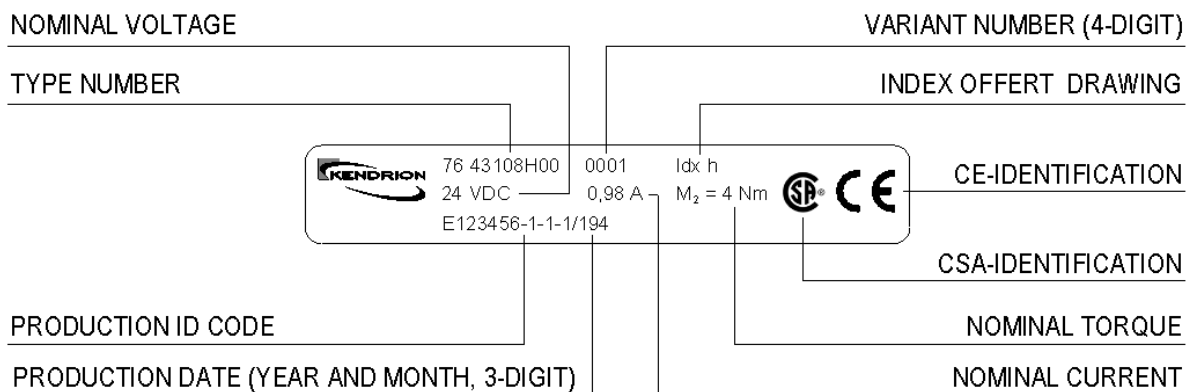 NOMINAL VOLTAGE
VARIANT NUMBER (4-DIGIT)
TYPE NUMBER
INDEX OFFERT DRAWING
KENDRION
76 43108H00 0001 Idx h
24 VDC 0,98 A M₂ = 4 Nm
E123456-1-1-1/194
SA®
CE
CE-IDENTIFICATION
CSA-IDENTIFICATION
PRODUCTION ID CODE
NOMINAL TORQUE
PRODUCTION DATE (YEAR AND MONTH, 3-DIGIT)
NOMINAL CURRENT